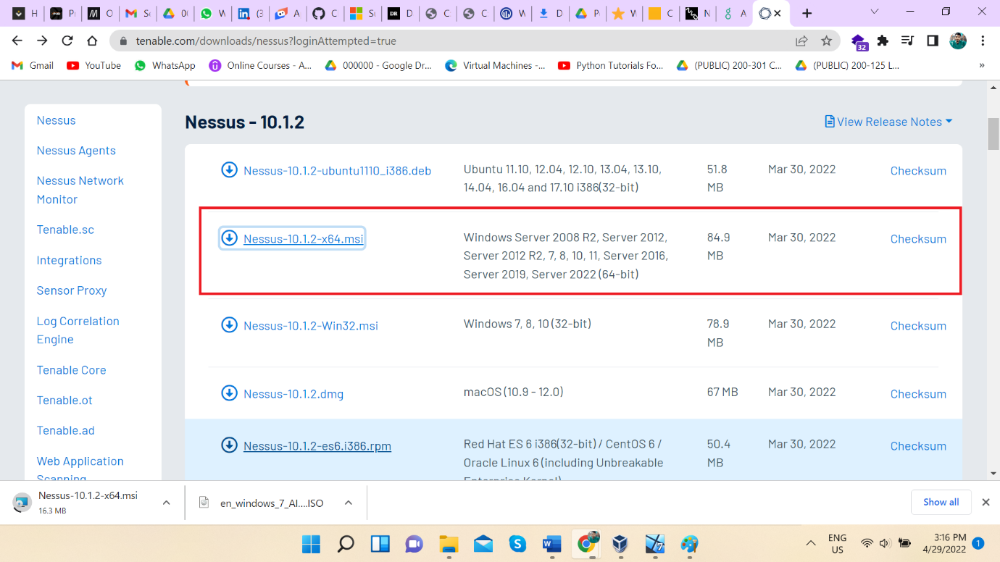 H
P
O
Se
00
W
(3
A
C
Su
D
C
C
W
D
P
W
C
N
A
tenable.com/downloads/nessus?loginAttempted=true
32
Gmail
YouTube
WhatsApp
Online Courses - A...
000000 - Google Dr...
Virtual Machines -...
Python Tutorials Fo...
(PUBLIC) 200-301 C...
(PUBLIC) 200-125 L...
»
Nessus
Nessus Agents
Nessus Network
Monitor
Tenable.sc
Integrations
Sensor Proxy
Log Correlation
Engine
Tenable Core
Tenable.ot
Tenable.ad
Web Application
Scanning
Nessus - 10.1.2
View Release Notes
Nessus-10.1.2-ubuntu1110_i386.deb
Ubuntu 11.10, 12.04, 12.10, 13.04, 13.10,
14.04, 16.04 and 17.10 i386(32-bit)
51.8
MB
Mar 30, 2022
Checksum
Nessus-10.1.2-x64.msi
Windows Server 2008 R2, Server 2012,
Server 2012 R2, 7, 8, 10, 11, Server 2016,
Server 2019, Server 2022 (64-bit)
84.9
MB
Mar 30, 2022
Checksum
Nessus-10.1.2-Win32.msi
Windows 7, 8, 10 (32-bit)
78.9
MB
Mar 30, 2022
Checksum
Nessus-10.1.2.dmg
macOS (10.9 - 12.0)
67 MB
Mar 30, 2022
Checksum
Nessus-10.1.2-es6.i386.rpm
Red Hat ES 6 i386(32-bit) / CentOS 6 /
Oracle Linux 6 (including Unbreakable
Enterprise Kernel)
50.4
MB
Mar 30, 2022
Checksum
Nessus-10.1.2-x64.msi
16.3 MB
en_windows_7_AI....ISO
Show all
ENG
US
3:16 PM
4/29/2022
1